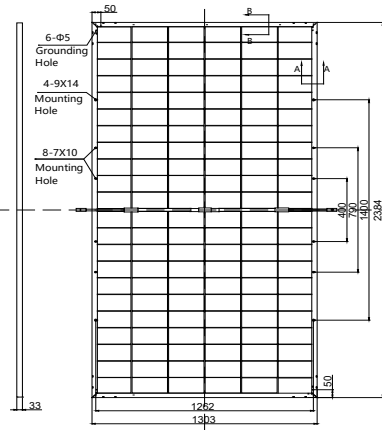 50
B
B
6-Φ5
Grounding
Hole
A
A
4-9X14
Mounting
Hole
8-7X10
Mounting
Hole
400
790
1400
2384
50
33
1262
1303